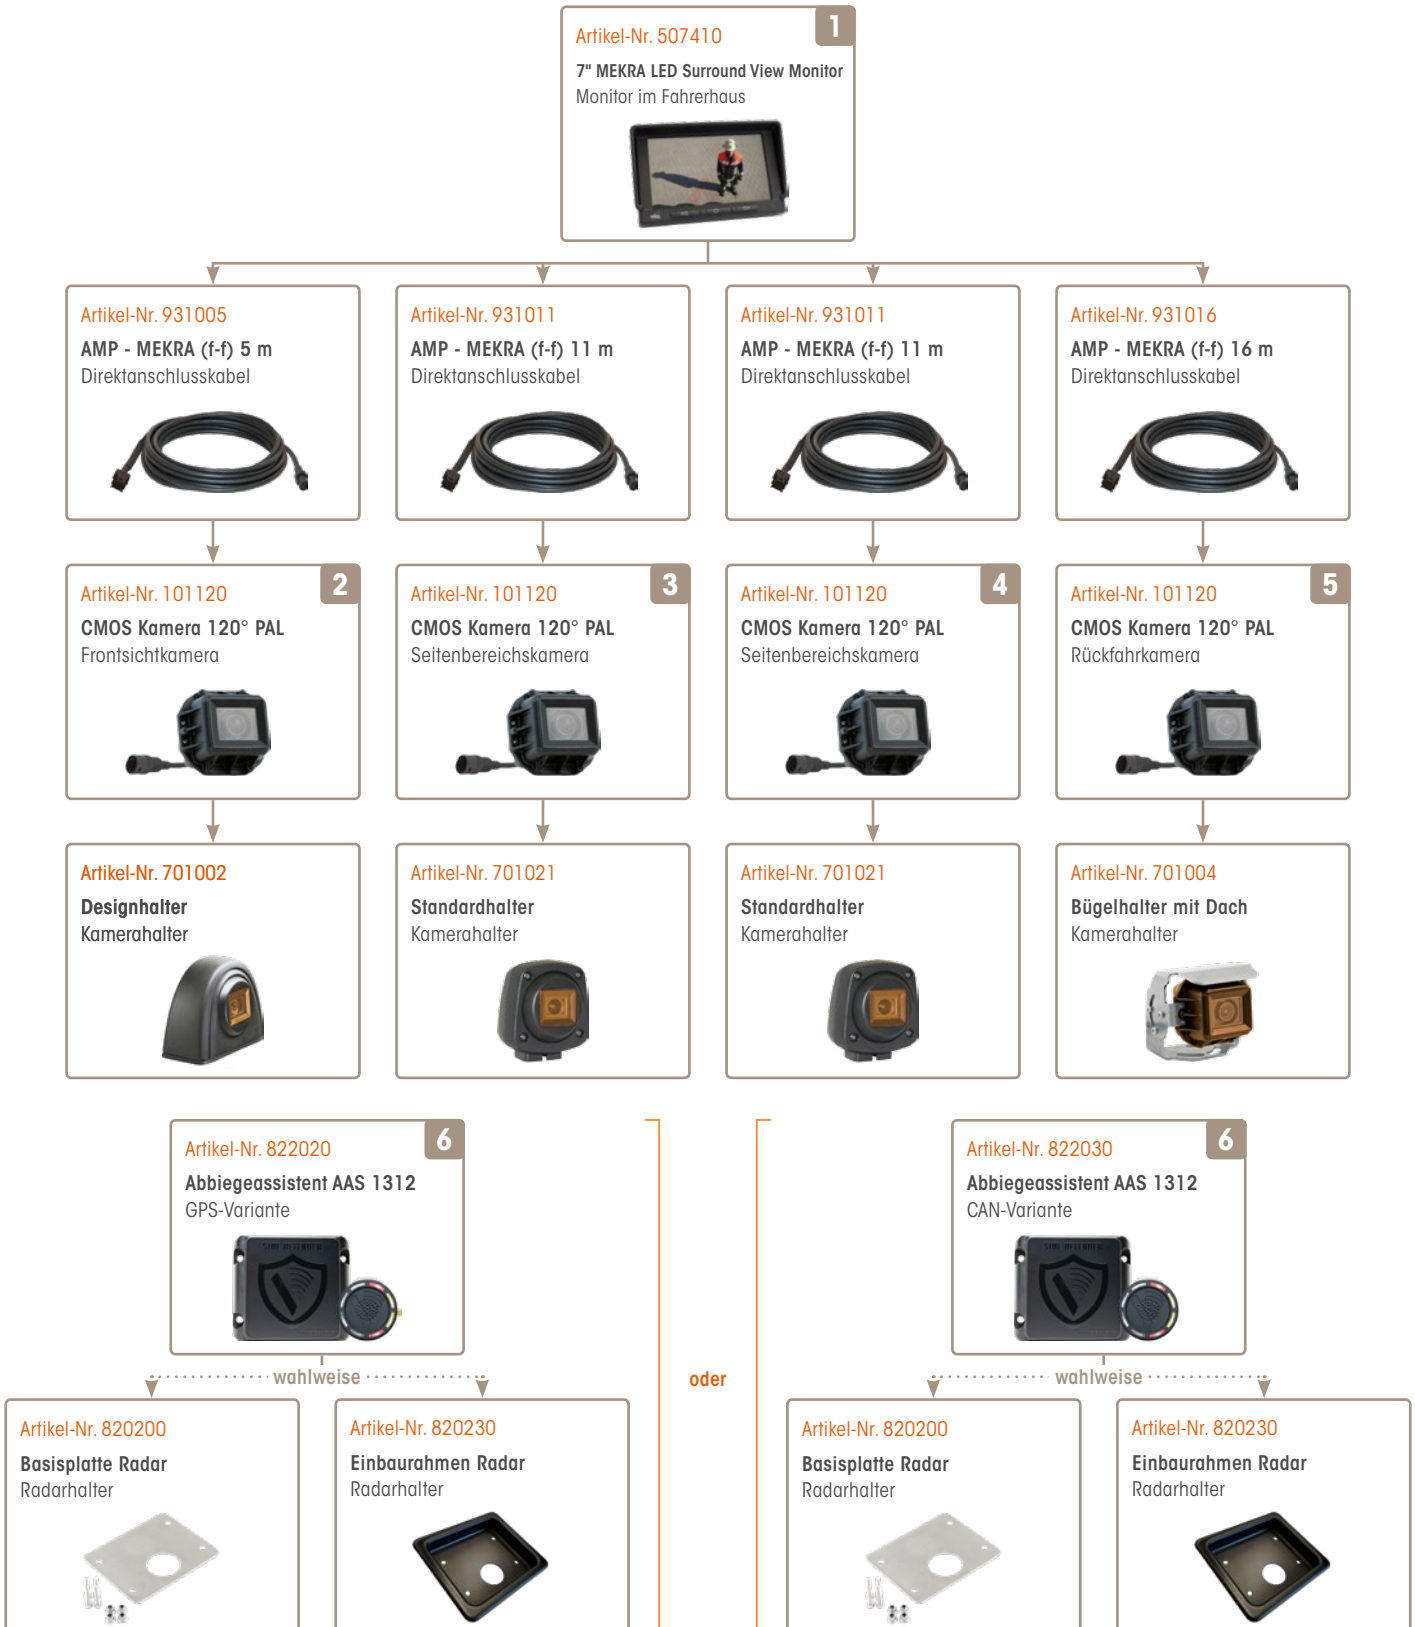 1
Artikel-Nr. 507410
7" MEKRA LED Surround View Monitor
Monitor im Fahrerhaus
Artikel-Nr. 931005
AMP - MEKRA (f-f) 5 m
Direktanschlusskabel
Artikel-Nr. 931011
AMP - MEKRA (f-f) 11 m
Direktanschlusskabel
Artikel-Nr. 931011
AMP - MEKRA (f-f) 11 m
Direktanschlusskabel
Artikel-Nr. 931016
AMP - MEKRA (f-f) 16 m
Direktanschlusskabel
2
Artikel-Nr. 101120
CMOS Kamera 120° PAL
Frontsichtkamera
3
Artikel-Nr. 101120
CMOS Kamera 120° PAL
Seitenbereichskamera
4
Artikel-Nr. 101120
CMOS Kamera 120° PAL
Seitenbereichskamera
5
Artikel-Nr. 101120
CMOS Kamera 120° PAL
Rückfahrkamera
Artikel-Nr. 701002
Designhalter
Kamerahalter
Artikel-Nr. 701021
Standardhalter
Kamerahalter
Artikel-Nr. 701021
Standardhalter
Kamerahalter
Artikel-Nr. 701004
Bügelhalter mit Dach
Kamerahalter
6
Artikel-Nr. 822020
Abbiegeassistent AAS 1312
GPS-Variante
SIDE DEFENDER
wahlweise
Artikel-Nr. 820200
Basisplatte Radar
Radarhalter
Artikel-Nr. 820230
Einbaurahmen Radar
Radarhalter
oder
6
Artikel-Nr. 822030
Abbiegeassistent AAS 1312
CAN-Variante
SIDE DEFENDER
wahlweise
Artikel-Nr. 820200
Basisplatte Radar
Radarhalter
Artikel-Nr. 820230
Einbaurahmen Radar
Radarhalter